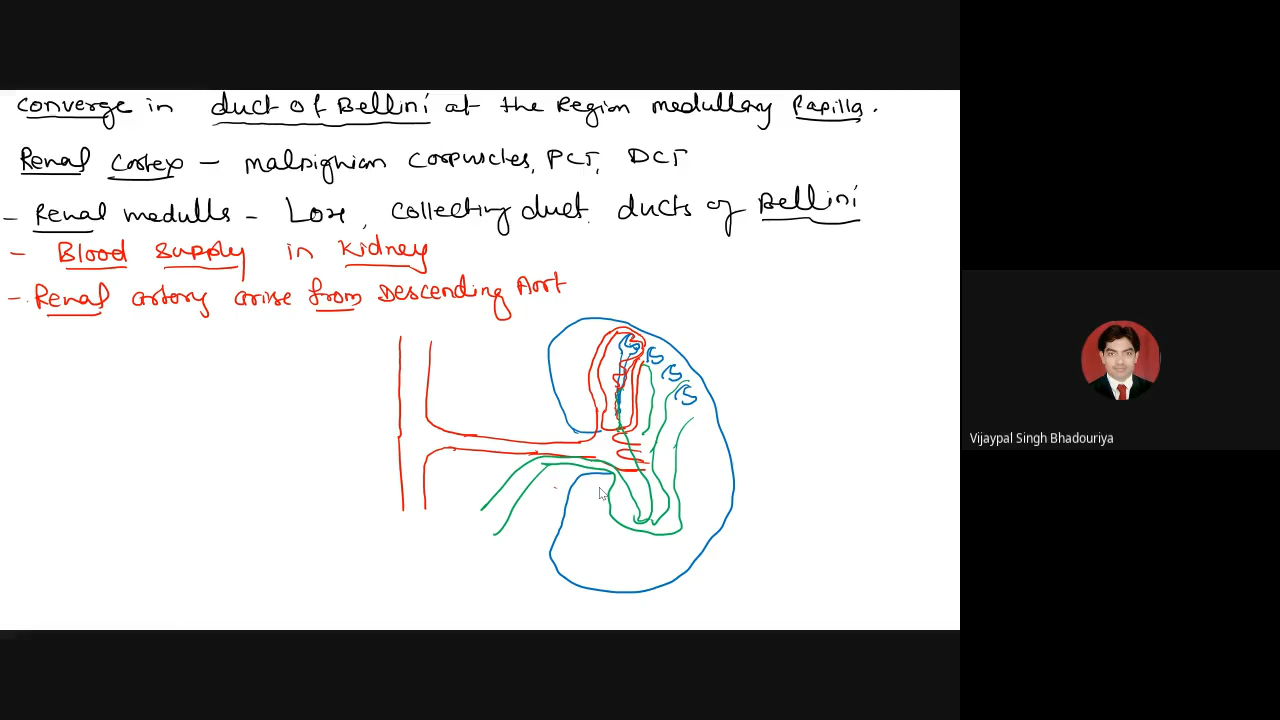 converge in duct of Bellini at the Region medullary Papilla.
Renal Cortex – malpighian corpuscles, PCT, DCT
– Renal medulla – LOH, collecting duct. ducts of Bellini
– Blood supply in Kidney
– Renal artery arise from Descending Aort
Vijaypal Singh Bhadouriya